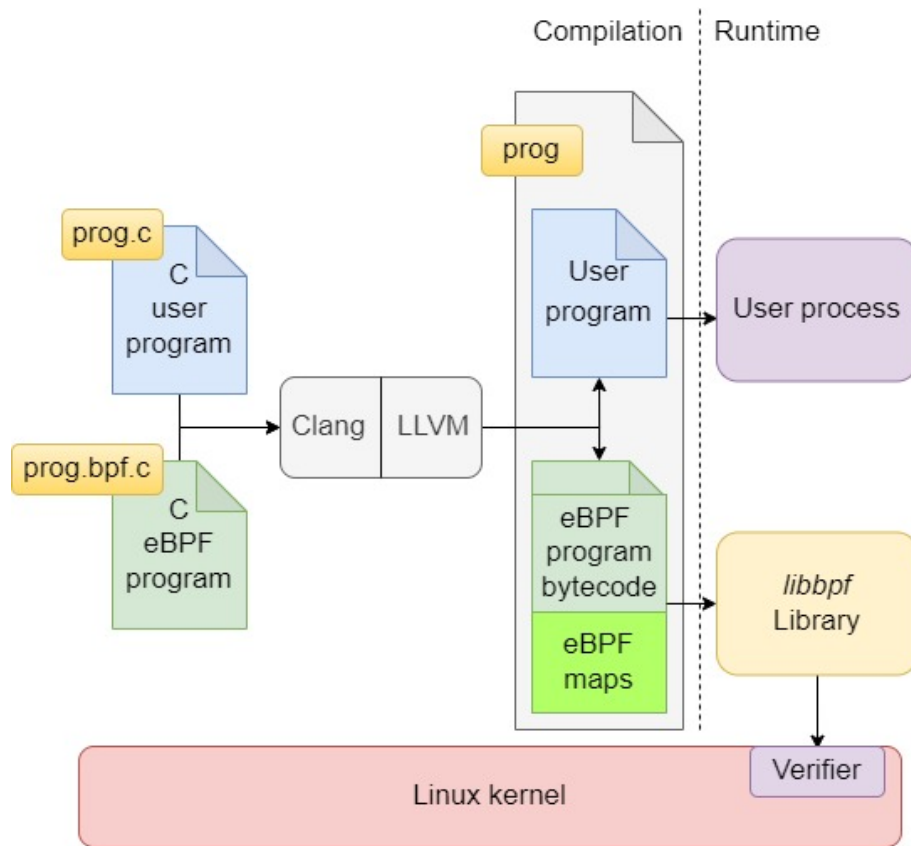 Compilation
Runtime
prog
prog.c
C
user
program
User
program
User process
Clang
LLVM
prog.bpf.c
C
eBPF
program
eBPF
program
bytecode
eBPF
maps
libbpf
Library
Verifier
Linux kernel